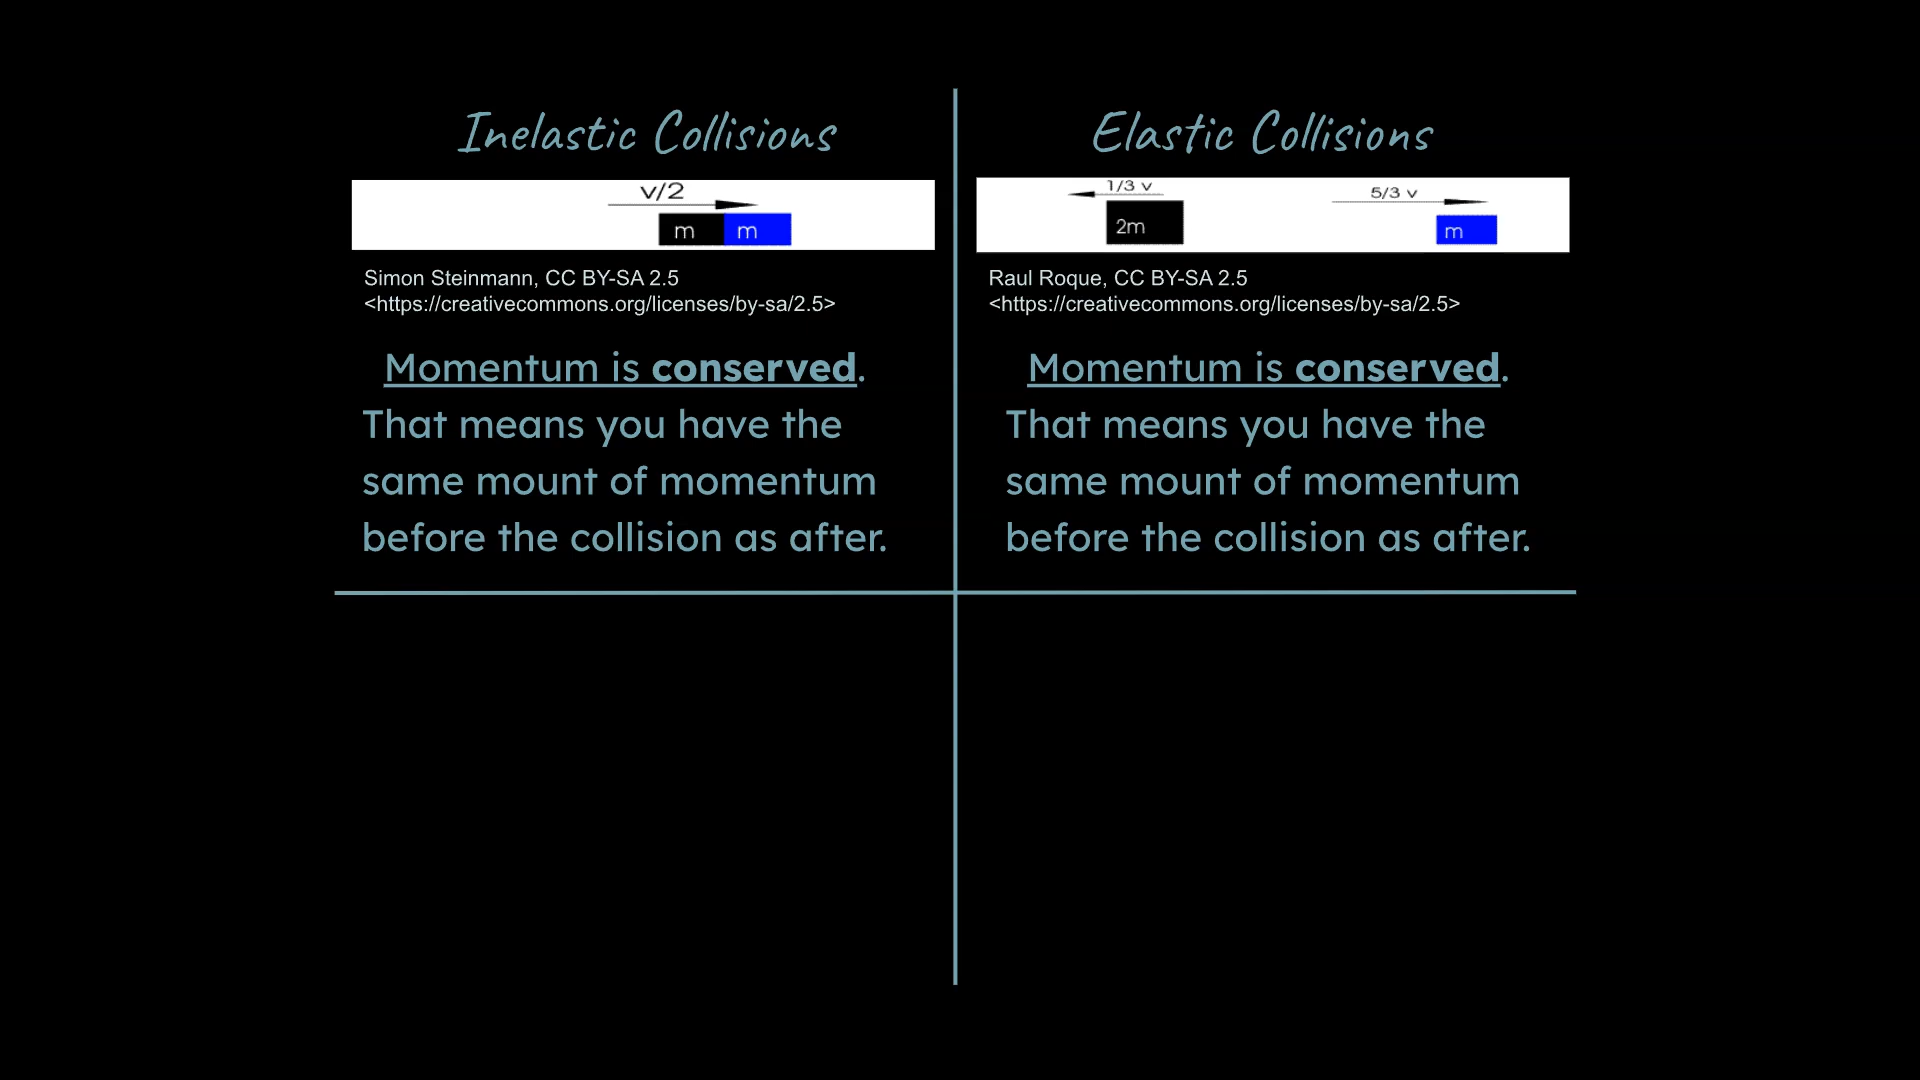 Inelastic Collisions
v/2
m m
Simon Steinmann, CC BY-SA 2.5
<https://creativecommons.org/licenses/by-sa/2.5>
Momentum is conserved.
That means you have the
same mount of momentum
before the collision as after.
Elastic Collisions
1/3 v
5/3 v
2m
m
Raul Roque, CC BY-SA 2.5
<https://creativecommons.org/licenses/by-sa/2.5>
Momentum is conserved.
That means you have the
same mount of momentum
before the collision as after.